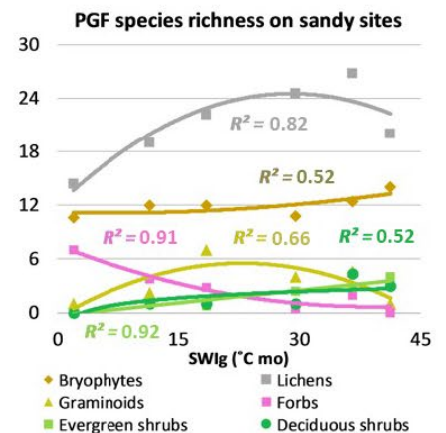 PGF species richness on sandy sites
30
24
18
12
6
0
R² = 0.82
R² = 0.52
R² = 0.91
R² = 0.66
R² = 0.52
R² = 0.92
0
15
30
45
SWIg (˚C mo)
Bryophytes
Lichens
Graminoids
Forbs
Evergreen shrubs
Deciduous shrubs